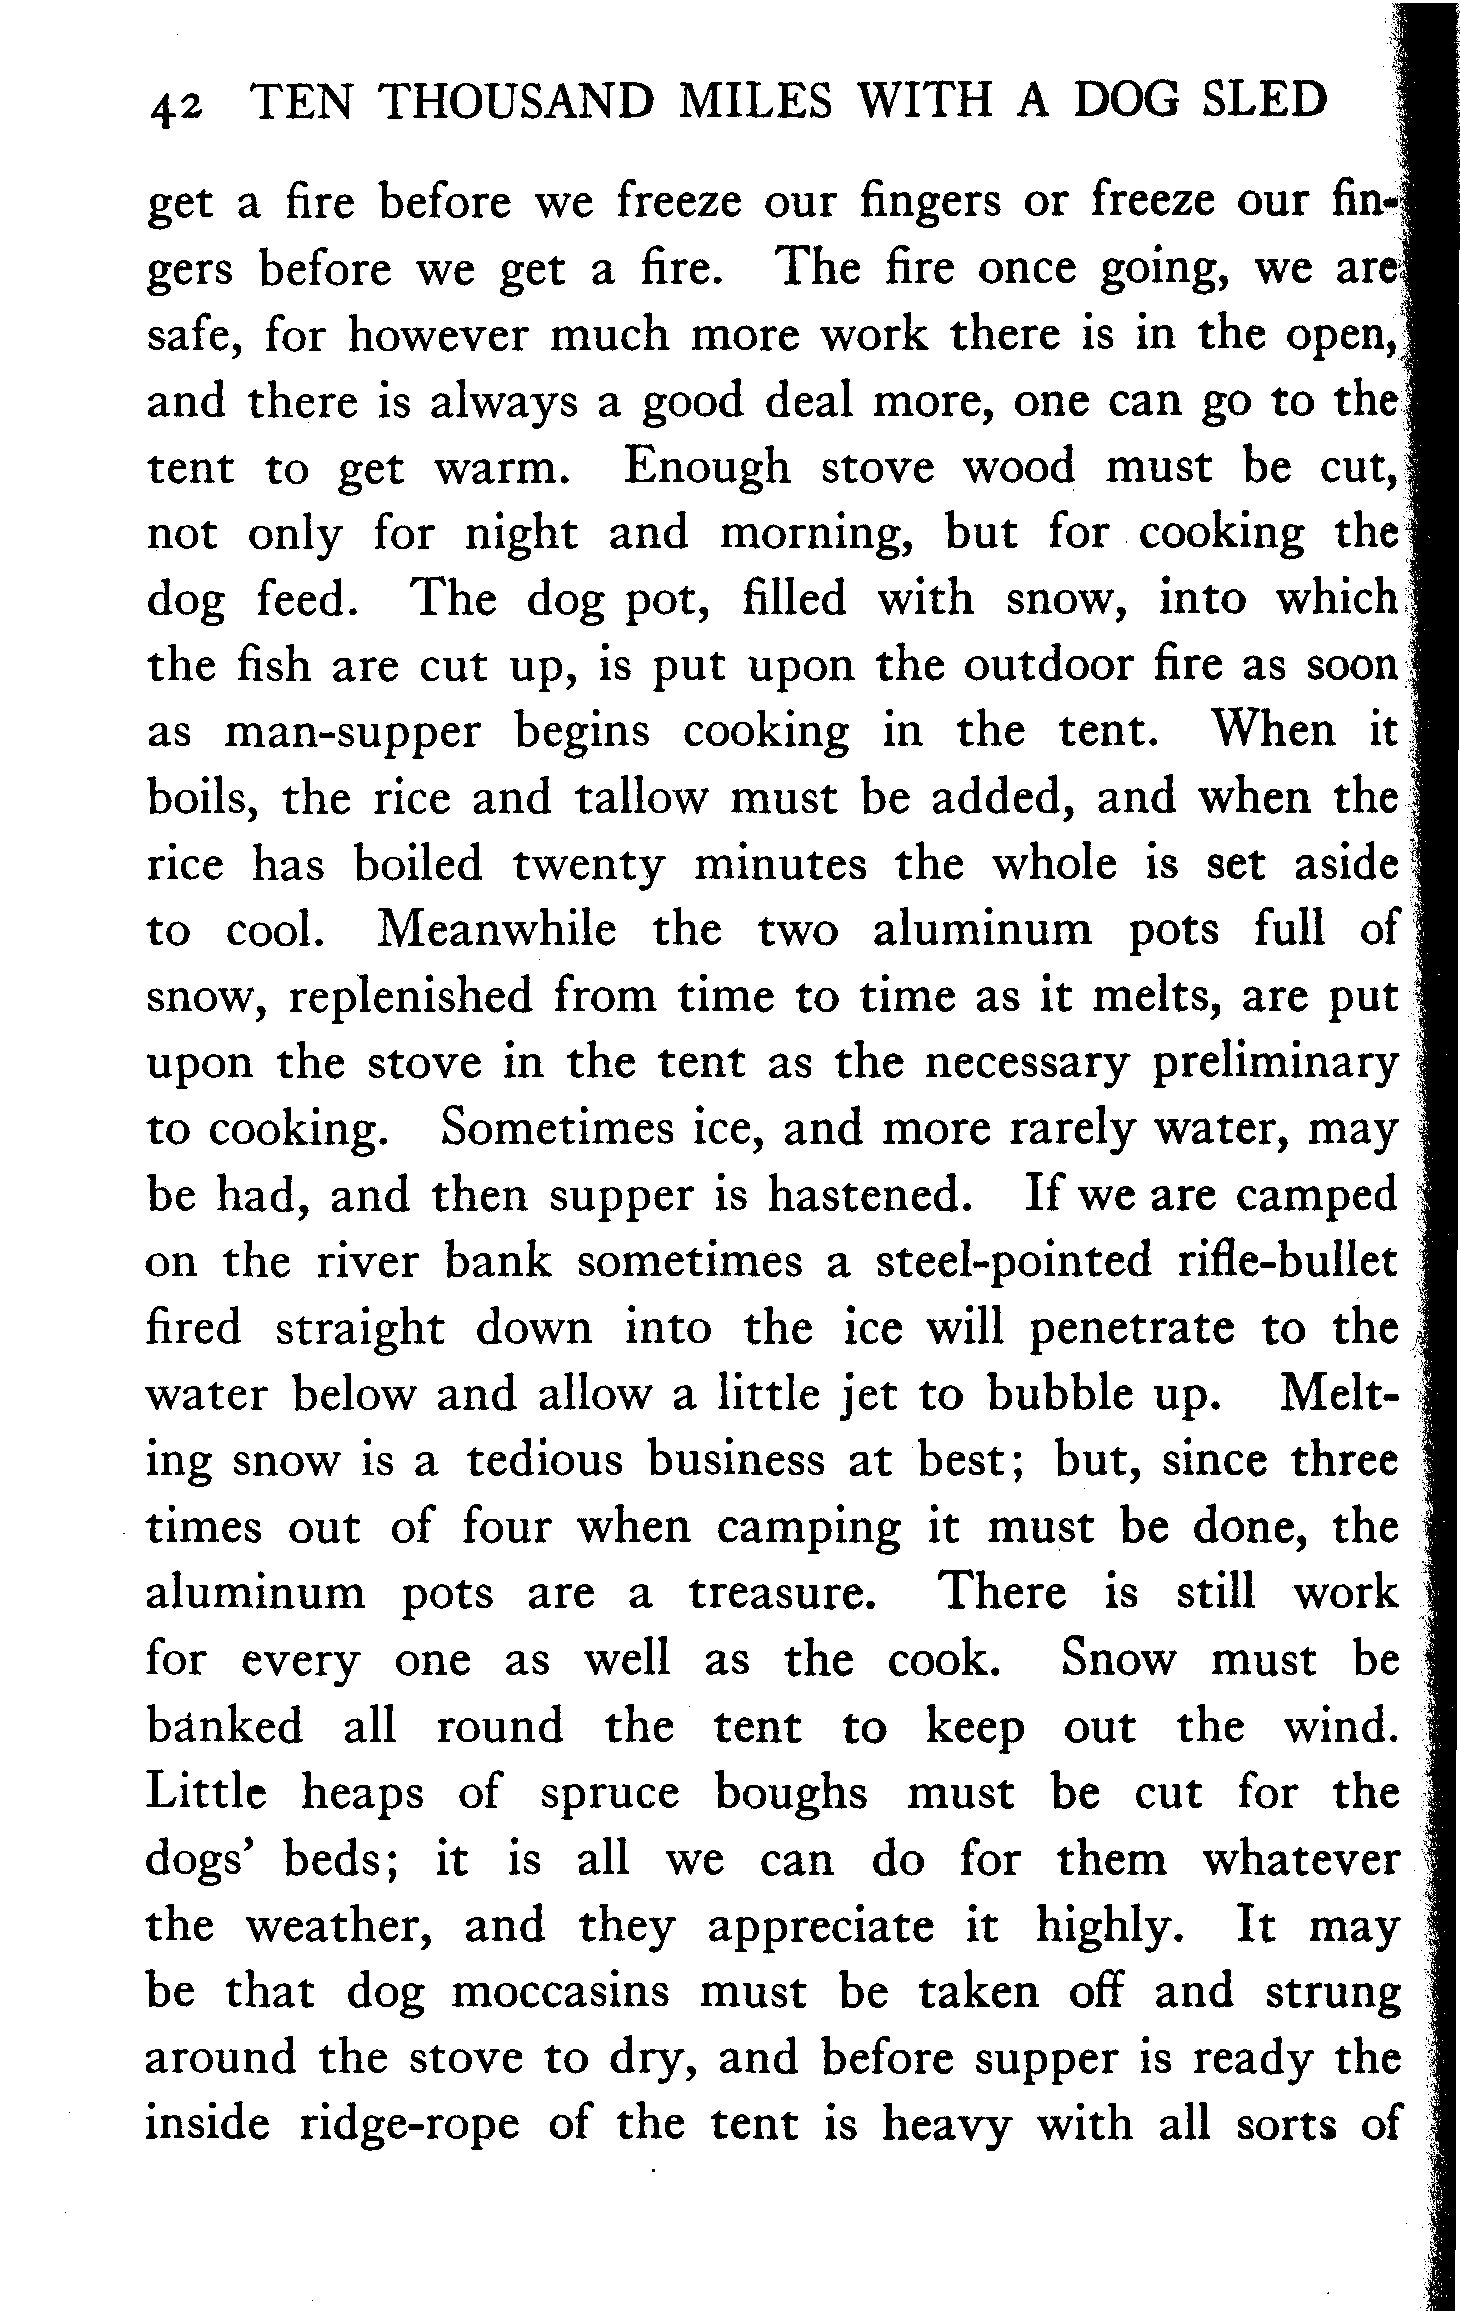 42 TEN THOUSAND MILES WITH A DOG SLED
get a fire before we freeze our fingers or freeze our fin-
gers before we get a fire. The fire once going, we are
safe, for however much more work there is in the open,
and there is always a good deal more, one can go to the
tent to get warm. Enough stove wood must be cut,
not only for night and morning, but for cooking the
dog feed. The dog pot, filled with snow, into which
the fish are cut up, is put upon the outdoor fire as soon
as man-supper begins cooking in the tent. When it
boils, the rice and tallow must be added, and when the
rice has boiled twenty minutes the whole is set aside
to cool. Meanwhile the two aluminum pots full of
snow, replenished from time to time as it melts, are put
upon the stove in the tent as the necessary preliminary
to cooking. Sometimes ice, and more rarely water, may
be had, and then supper is hastened. If we are camped
on the river bank sometimes a steel-pointed rifle-bullet
fired straight down into the ice will penetrate to the
water below and allow a little jet to bubble up. Melt-
ing snow is a tedious business at best; but, since three
times out of four when camping it must be done, the
aluminum pots are a treasure. There is still work
for every one as well as the cook. Snow must be
banked all round the tent to keep out the wind.
Little heaps of spruce boughs must be cut for the
dogs' beds; it is all we can do for them whatever
the weather, and they appreciate it highly. It may
be that dog moccasins must be taken off and strung
around the stove to dry, and before supper is ready the
inside ridge-rope of the tent is heavy with all sorts of